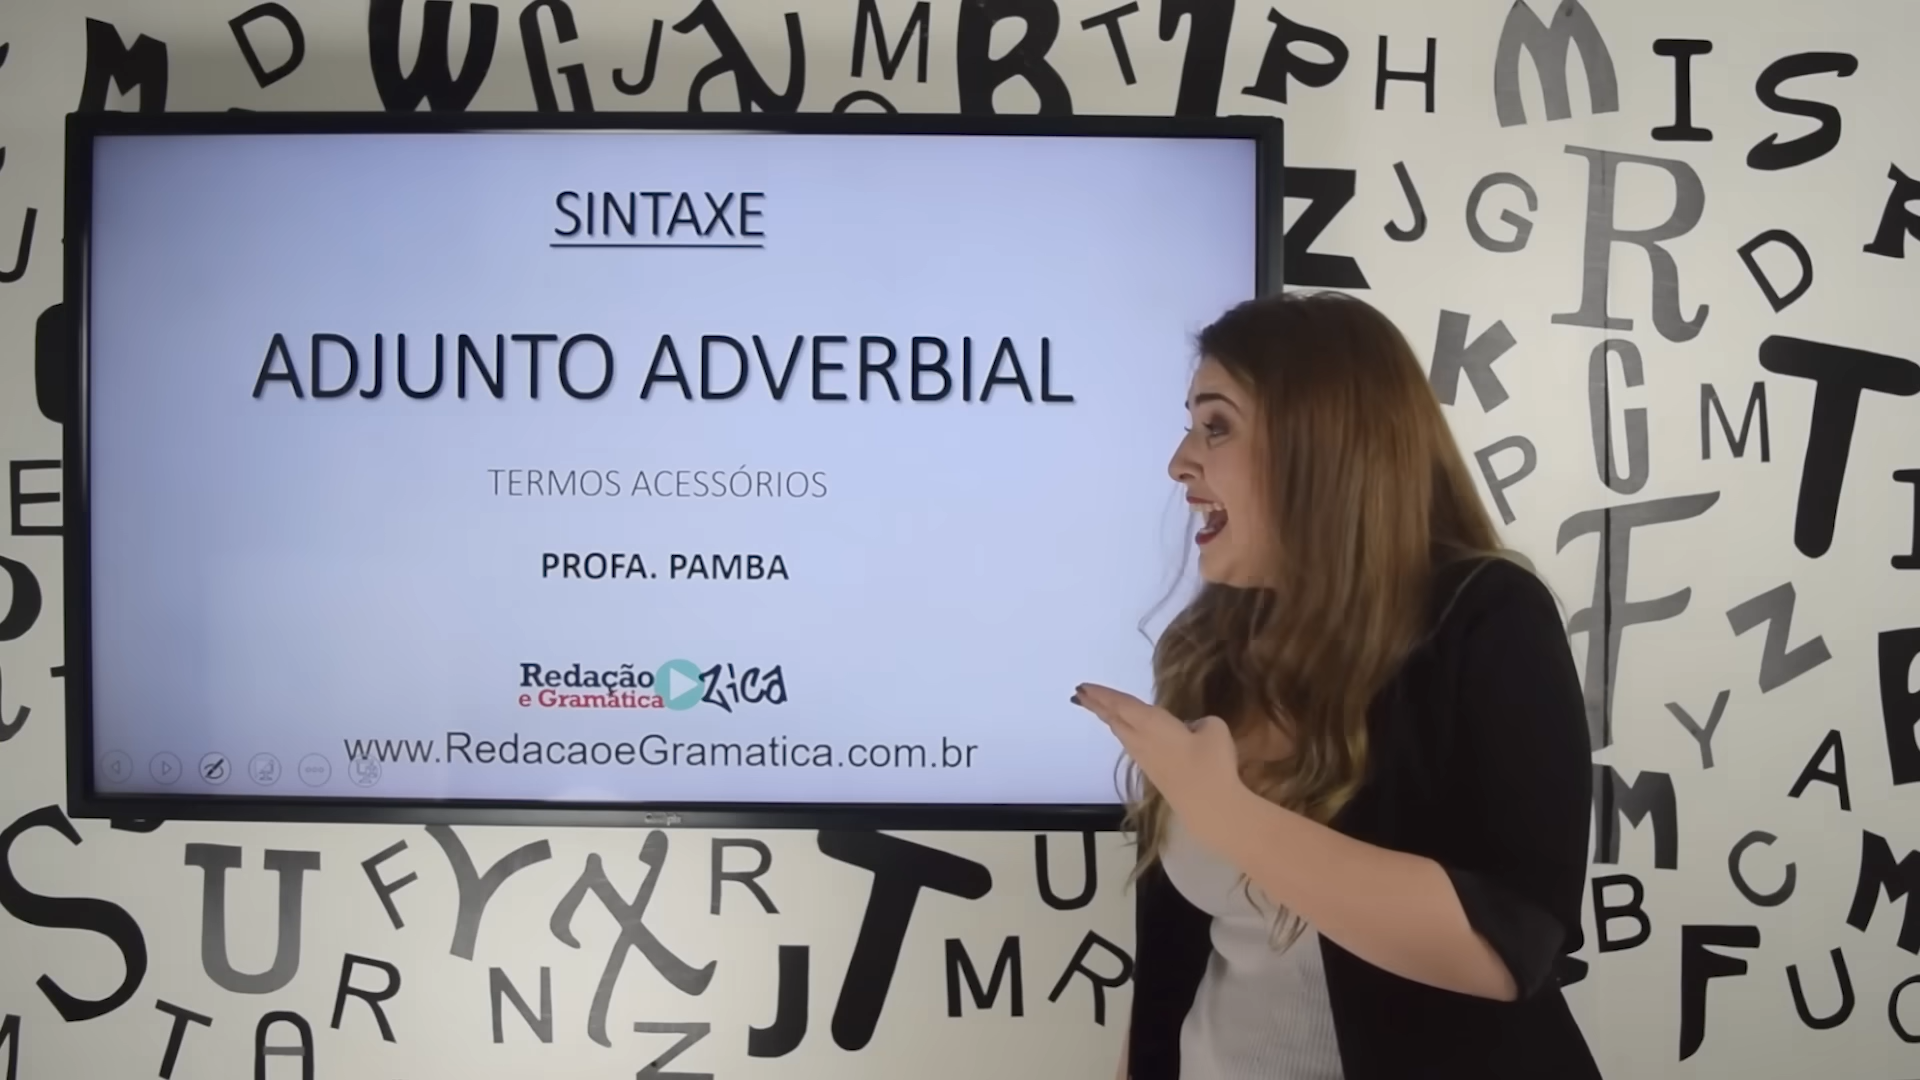 SINTAXE
ADJUNTO ADVERBIAL
TERMOS ACESSÓRIOS
PROFA. PAMBA
Redação
e Gramática
Zica
www.RedacaoeGramatica.com.br